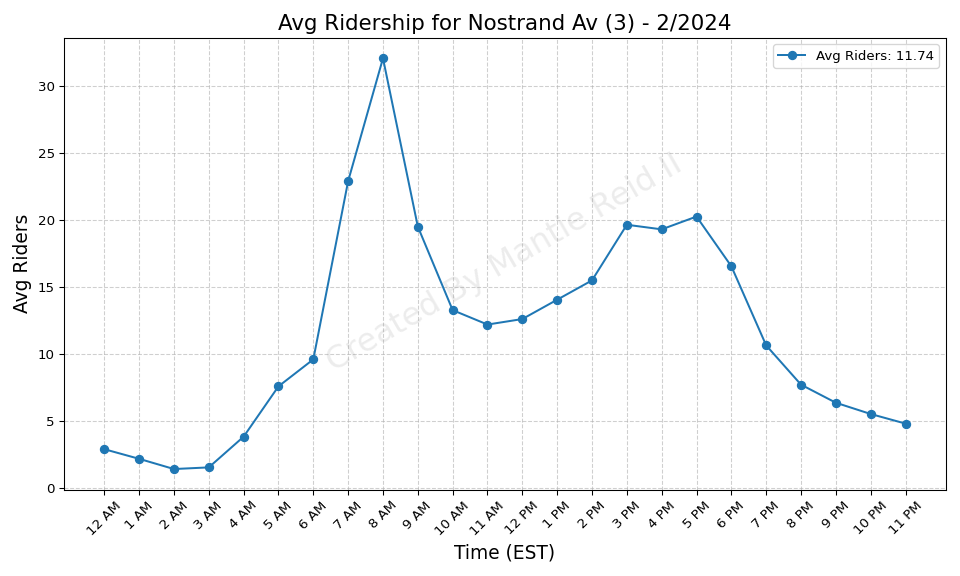 Avg Ridership for Nostrand Av (3) - 2/2024
Avg Riders: 11.74
Avg Riders
30
25
20
15
10
5
0
Created By Mantle Reid II
12 AM
1 AM
2 AM
3 AM
4 AM
5 AM
6 AM
7 AM
8 AM
9 AM
10 AM
11 AM
12 PM
1 PM
2 PM
3 PM
4 PM
5 PM
6 PM
7 PM
8 PM
9 PM
10 PM
11 PM
Time (EST)